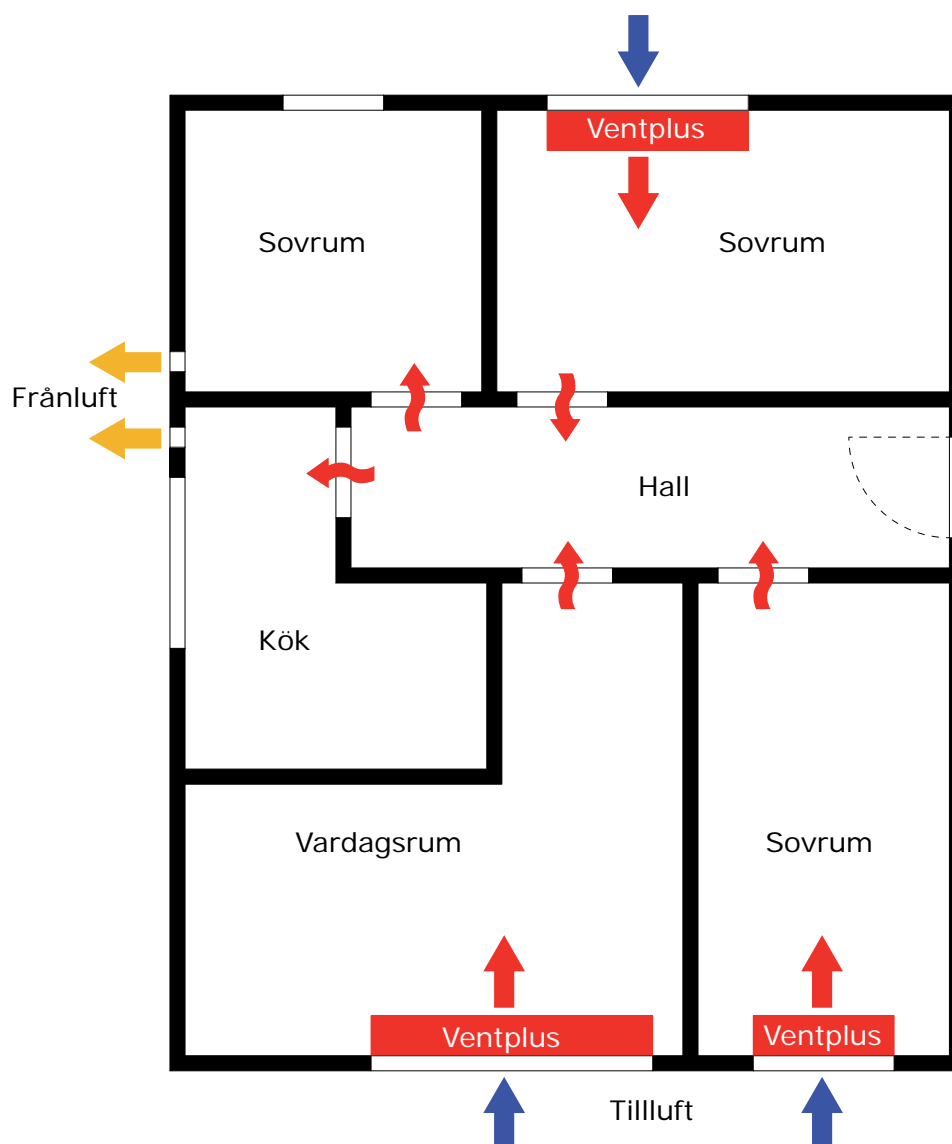 Ventplus
Sovrum
Sovrum
Frånluft
Hall
Kök
Vardagsrum
Sovrum
Ventplus
Ventplus
Tillluft